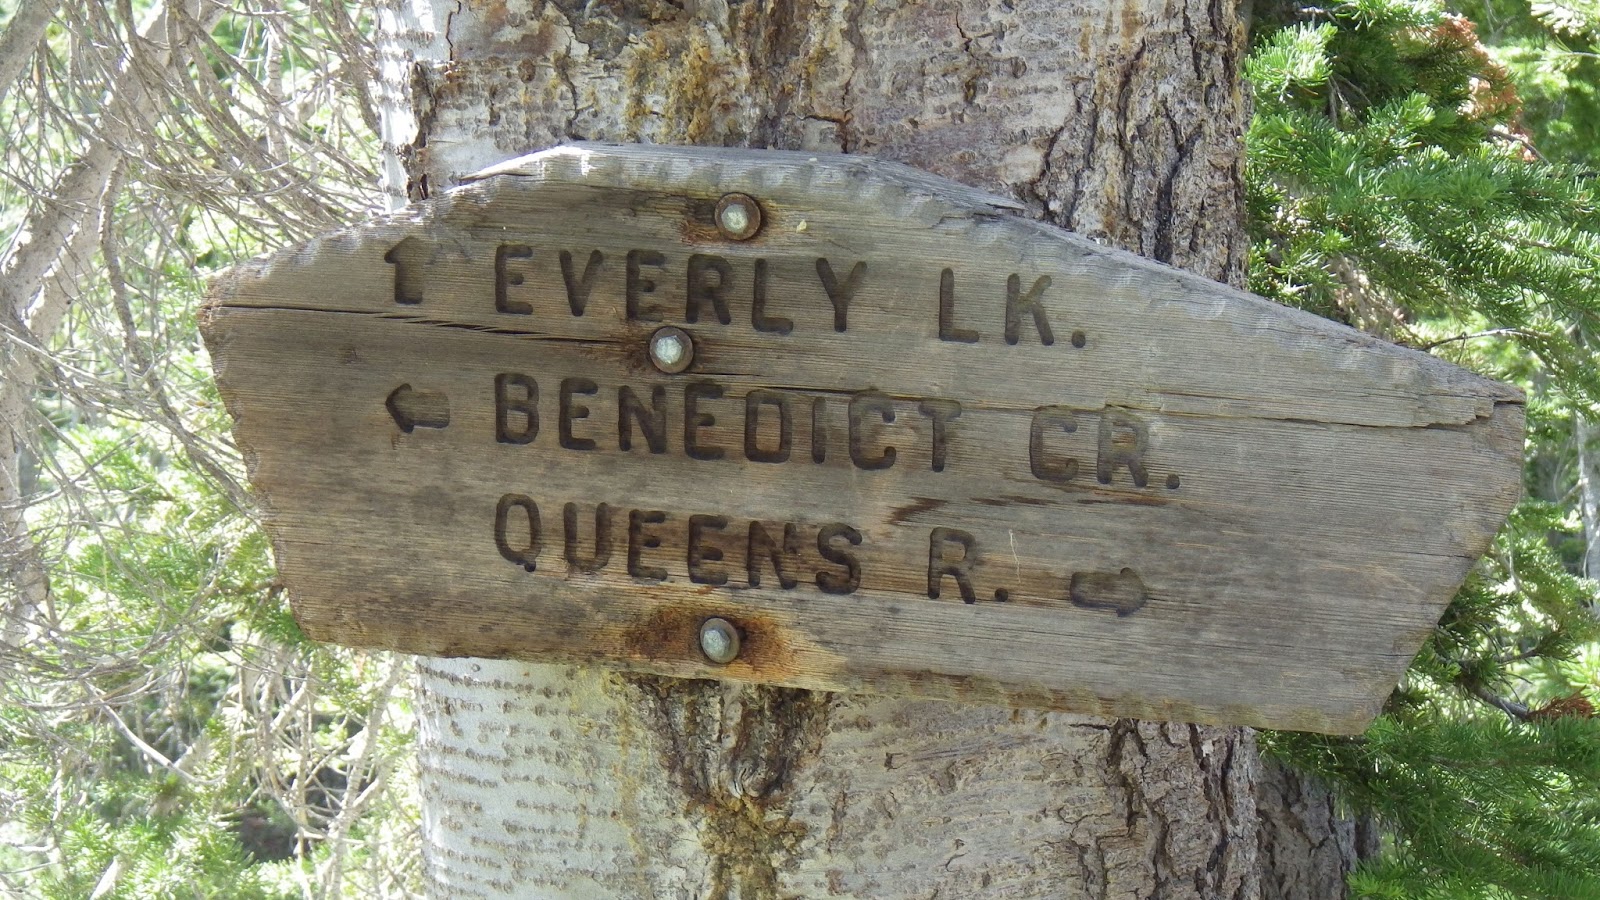 ↑ EVERLY LK.
← BENEDICT CR.
QUEENS R. →